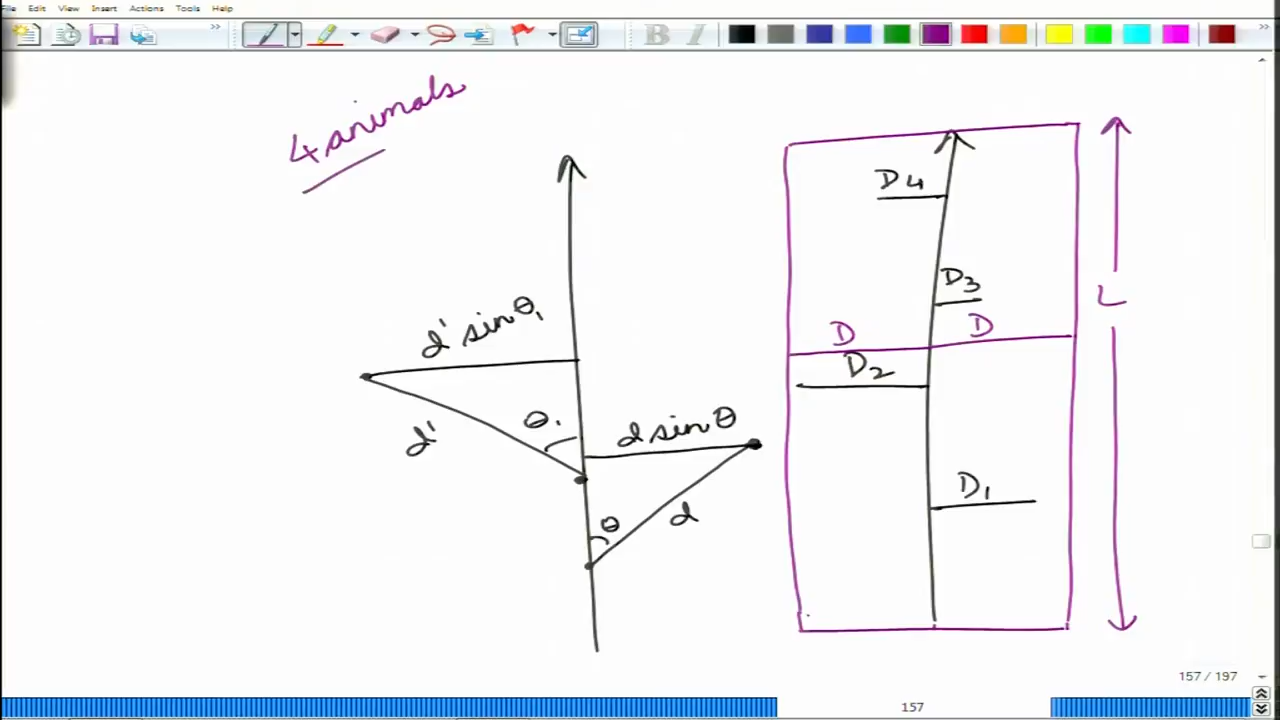 File Edit View Insert Actions Tools Help
B I
4 animals
D4
D3
d' sin θ1
D D
L
D2
θ1
d sin θ
d'
D1
θ
d
157 / 197
157